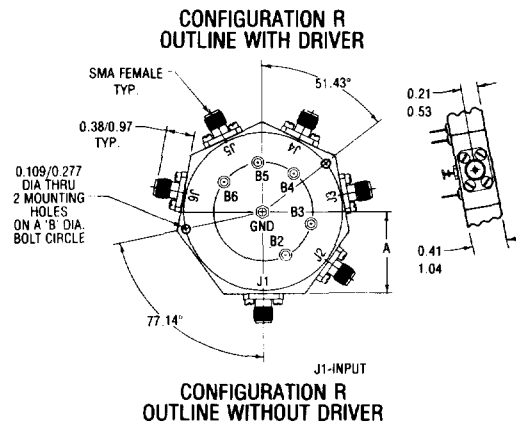 CONFIGURATION R
OUTLINE WITH DRIVER
SMA FEMALE
TYP.
51.43°
0.21
0.53
0.38/0.97
TYP.
J5
J4
B5
B4
J6
B6
J3
B3
0.109/0.277
DIA THRU
2 MOUNTING
HOLES
ON A 'B' DIA.
BOLT CIRCLE
GND
B2
J2
A
0.41
1.04
J1
77.14°
J1-INPUT
CONFIGURATION R
OUTLINE WITHOUT DRIVER